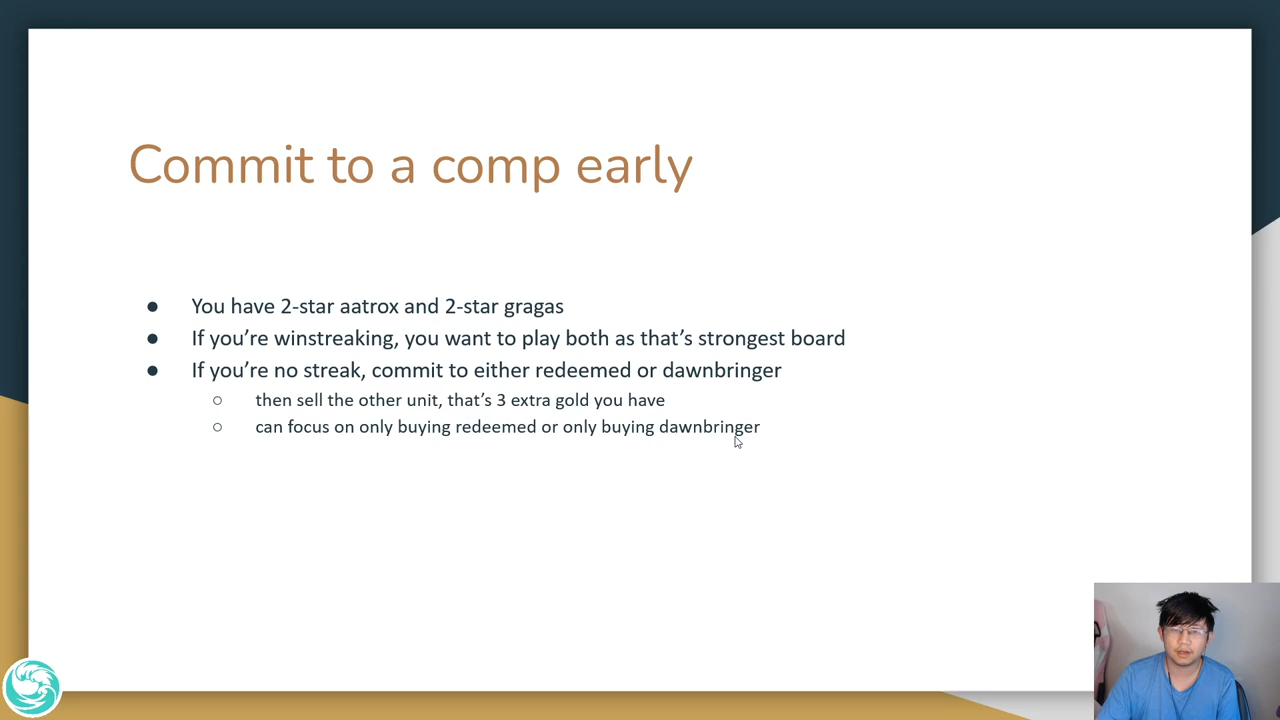 Commit to a comp early
● You have 2-star aatrox and 2-star gragas
● If you're winstreaking, you want to play both as that's strongest board
● If you're no streak, commit to either redeemed or dawnbringer
○ then sell the other unit, that's 3 extra gold you have
○ can focus on only buying redeemed or only buying dawnbringer